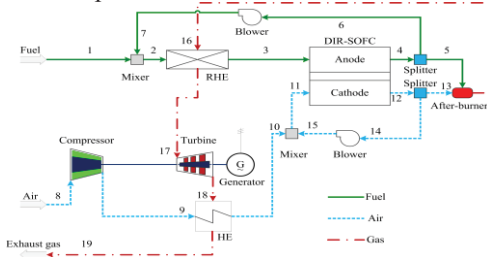 6
7
Blower
16
DIR-SOFC
Fuel
1
2
3
Anode
4
5
Mixer
RHE
Splitter
Splitter
Cathode
11
12
13
After-burner
Compressor
Turbine
10
15
14
17
G
Mixer
Blower
Generator
Air
8
9
18
Fuel
HE
Air
Exhaust gas
19
Gas